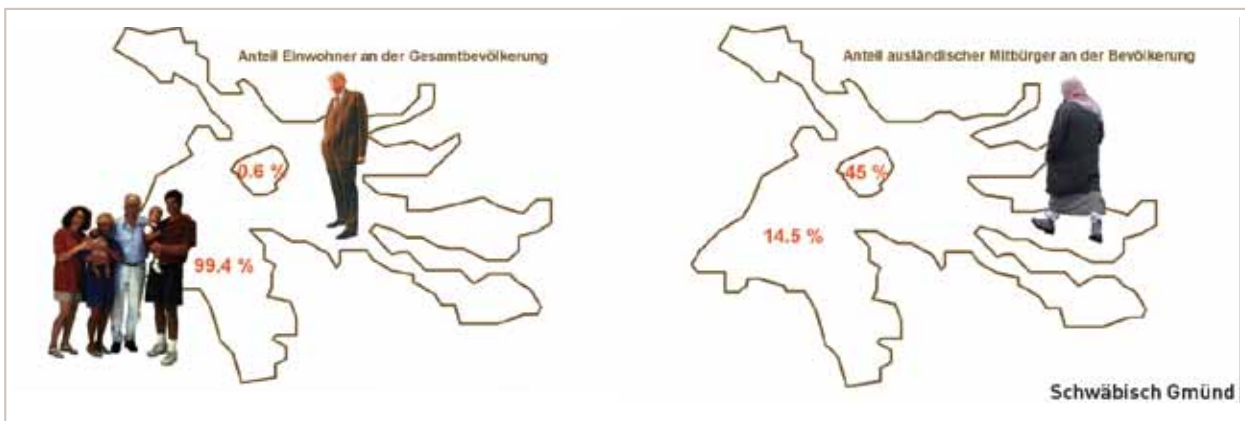 Anteil Einwohner an der Gesamtbevölkerung
0.6 %
99.4 %
Anteil ausländischer Mitbürger an der Bevölkerung
45 %
14.5 %
Schwäbisch Gmünd